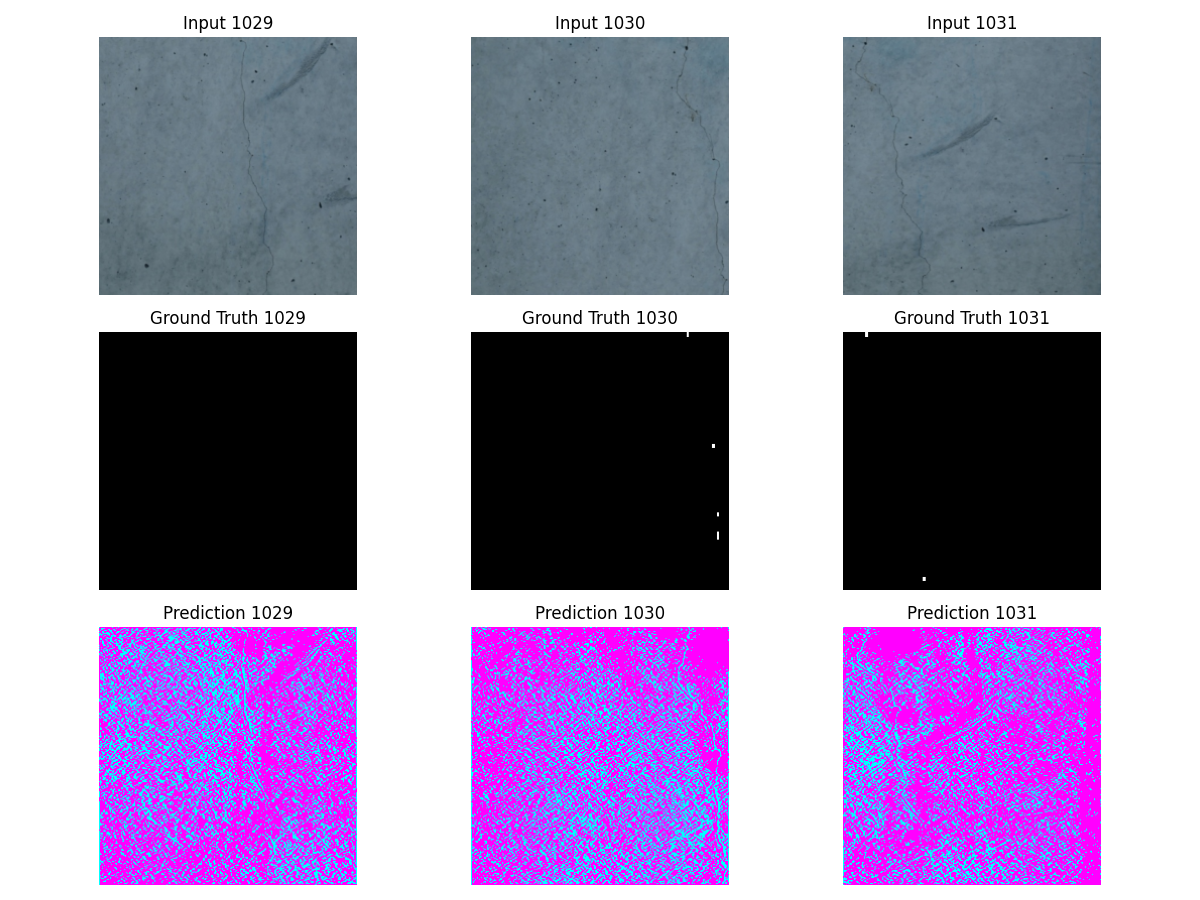 Input 1029
Input 1030
Input 1031
Ground Truth 1029
Ground Truth 1030
Ground Truth 1031
Prediction 1029
Prediction 1030
Prediction 1031